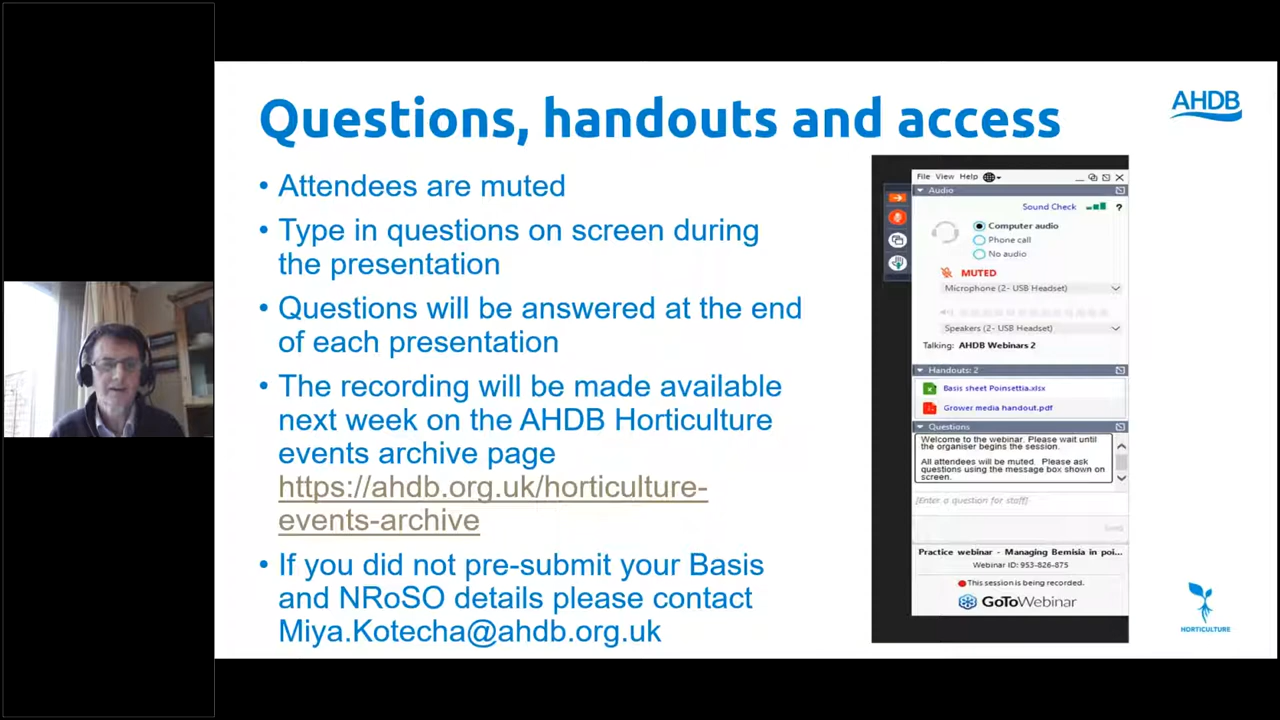 Questions, handouts and access
AHDB
• Attendees are muted
• Type in questions on screen during
the presentation
• Questions will be answered at the end
of each presentation
• The recording will be made available
next week on the AHDB Horticulture
events archive page
https://ahdb.org.uk/horticulture-
events-archive
• If you did not pre-submit your Basis
and NRoSO details please contact
Miya.Kotecha@ahdb.org.uk
File View Help
Audio
Sound Check
?
Computer audio
Phone call
No audio
MUTED
Microphone (2- USB Headset)
Speakers (2- USB Headset)
Talking: AHDB Webinars 2
Handouts: 2
Basis sheet Poinsettia.xlsx
Grower media handout.pdf
Questions
Welcome to the webinar. Please wait until
the organiser begins the session.
All attendees will be muted. Please ask
questions using the message box shown on
screen.
[Enter a question for staff]
Send
Practice webinar - Managing Bemisia in poi...
Webinar ID: 953-826-875
This session is being recorded.
GoToWebinar
HORTICULTURE